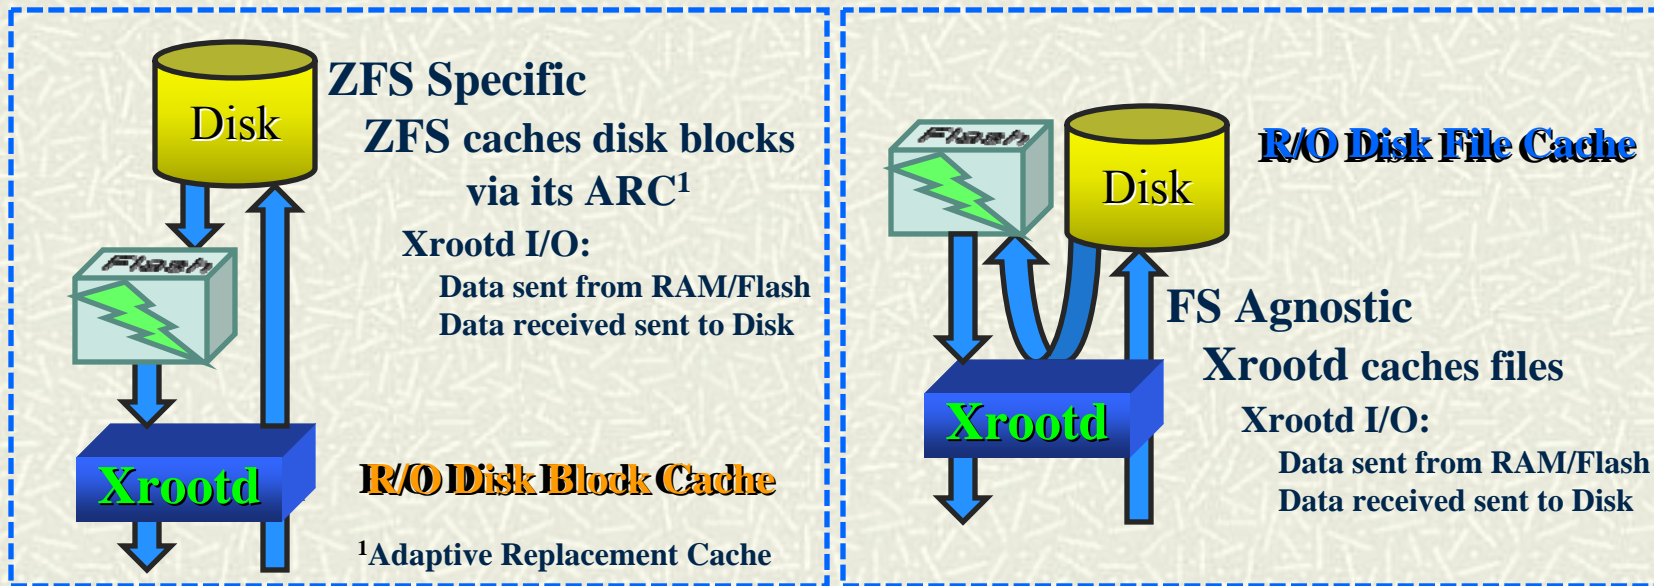 Disk
ZFS Specific
ZFS caches disk blocks
via its ARC¹
Xrootd I/O:
Data sent from RAM/Flash
Data received sent to Disk
Flash
Xrootd
R/O Disk Block Cache
¹Adaptive Replacement Cache
Flash
Disk
R/O Disk File Cache
FS Agnostic
Xrootd caches files
Xrootd
Xrootd I/O:
Data sent from RAM/Flash
Data received sent to Disk